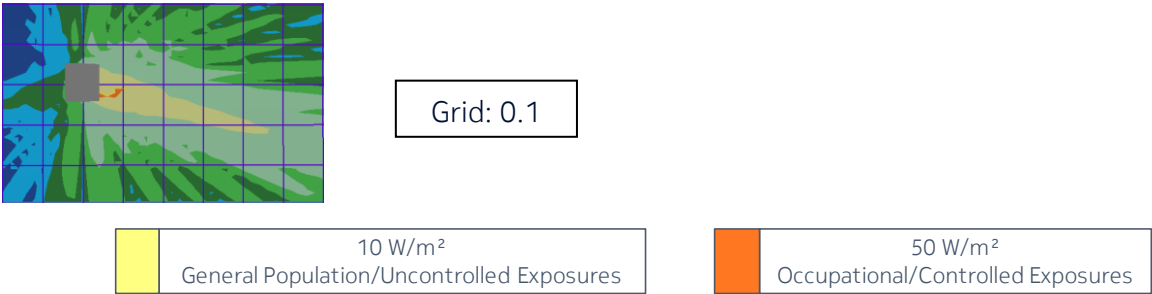 Grid: 0.1
10 W/m²
General Population/Uncontrolled Exposures
50 W/m²
Occupational/Controlled Exposures